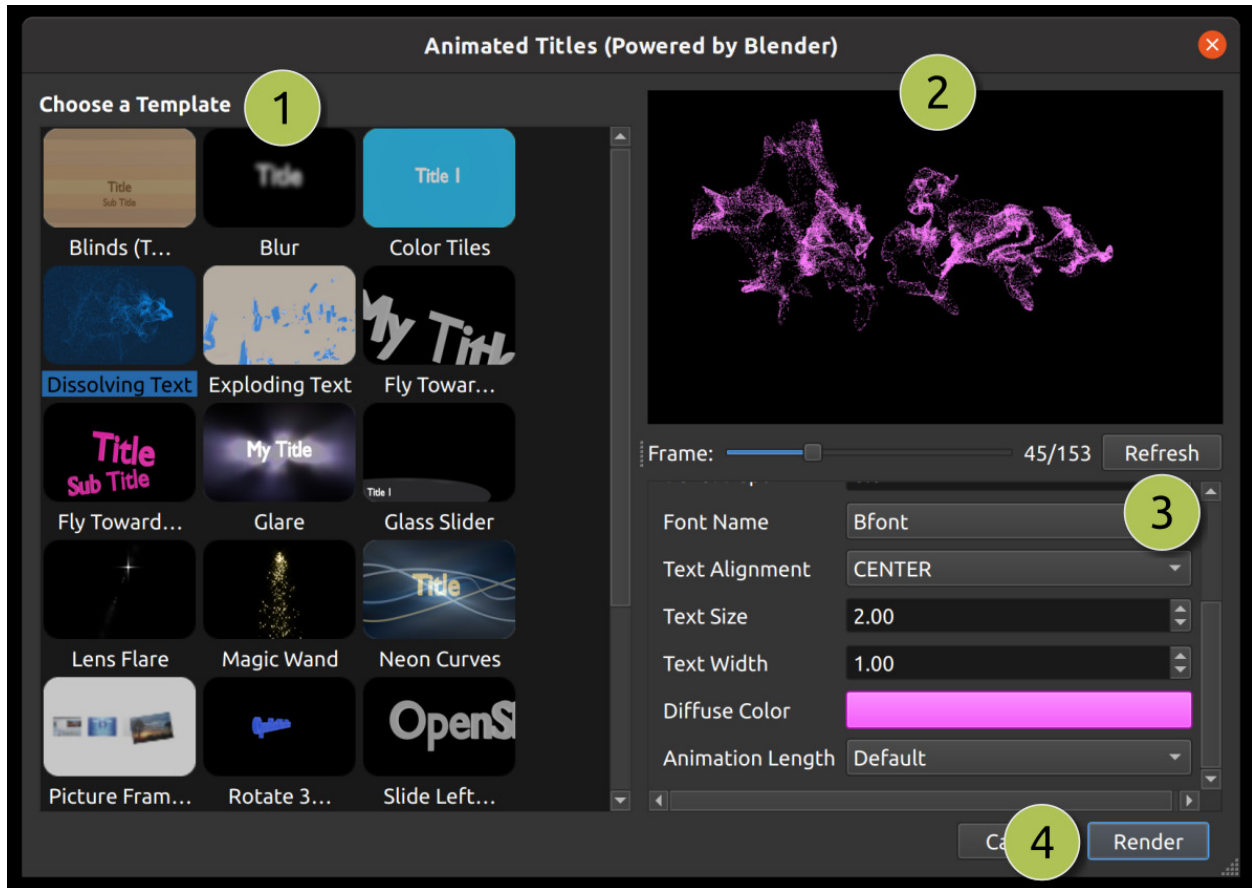 Animated Titles (Powered by Blender)
Choose a Template
1
2
Title
Sub Title
Title
Title 1
Blinds (T...
Blur
Color Tiles
My Title
Dissolving Text
Exploding Text
Fly Towar...
Title
Sub Title
My Title
Title 1
Fly Toward...
Glare
Glass Slider
Title
Lens Flare
Magic Wand
Neon Curves
OpenS
Picture Fram...
Rotate 3...
Slide Left...
Frame:
45/153
Refresh
3
Font Name
Bfont
Text Alignment
CENTER
Text Size
2.00
Text Width
1.00
Diffuse Color
Animation Length
Default
Ca
4
Render